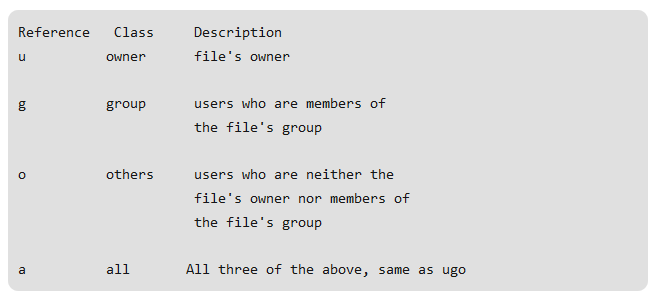 Reference Class Description
u owner file's owner
g group users who are members of
the file's group
o others users who are neither the
file's owner nor members of
the file's group
a all All three of the above, same as ugo